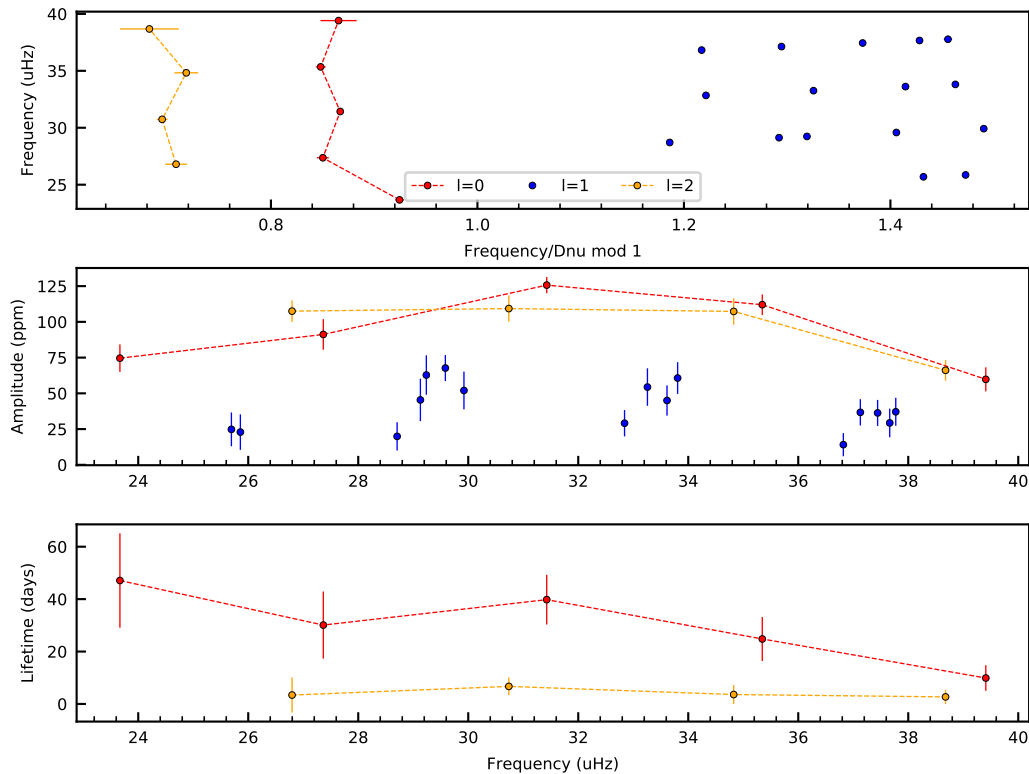 40
35
30
25
Frequency (uHz)
l=0 l=1 l=2
0.8 1.0 1.2 1.4
Frequency/Dnu mod 1
125
100
75
50
25
0
Amplitude (ppm)
24 26 28 30 32 34 36 38 40
60
40
20
0
Lifetime (days)
24 26 28 30 32 34 36 38 40
Frequency (uHz)